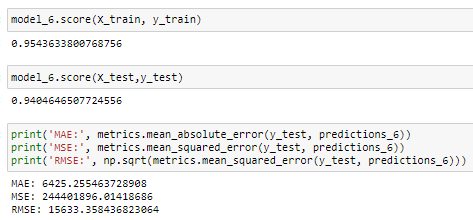 model_6.score(X_train, y_train)
0.9543633800768756
model_6.score(X_test,y_test)
0.9404646507724556
print('MAE:', metrics.mean_absolute_error(y_test, predictions_6))
print('MSE:', metrics.mean_squared_error(y_test, predictions_6))
print('RMSE:', np.sqrt(metrics.mean_squared_error(y_test, predictions_6)))
MAE: 6425.255463728908
MSE: 244401896.01418686
RMSE: 15633.358436823064